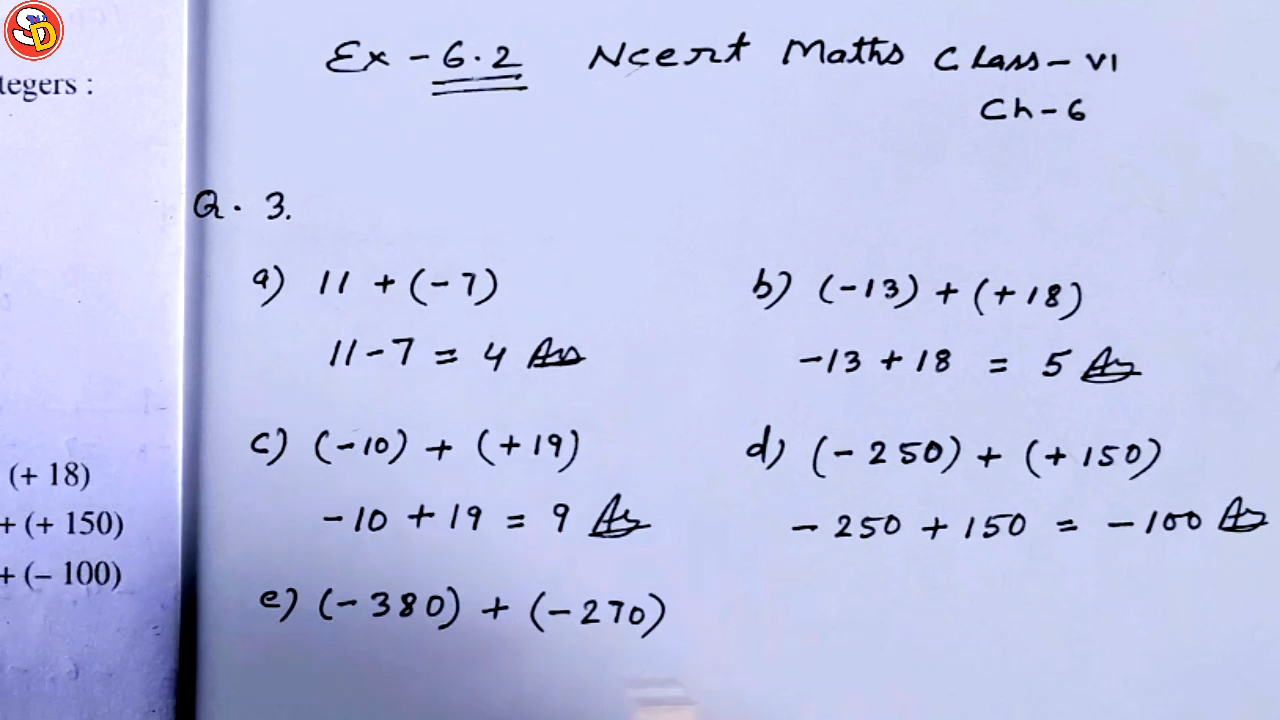 SD
tegers :
Ex - 6.2 Ncert Maths Class - VI
Ch - 6
Q. 3.
a) 11 + (- 7)
11 - 7 = 4 Ans
b) (-13) + (+18)
-13 + 18 = 5 Ans
c) (-10) + (+19)
-10 + 19 = 9 Ans
d) (- 250) + (+150)
- 250 + 150 = - 100 Ans
e) (- 380) + (- 270)
(+ 18)
+ (+ 150)
+ (– 100)